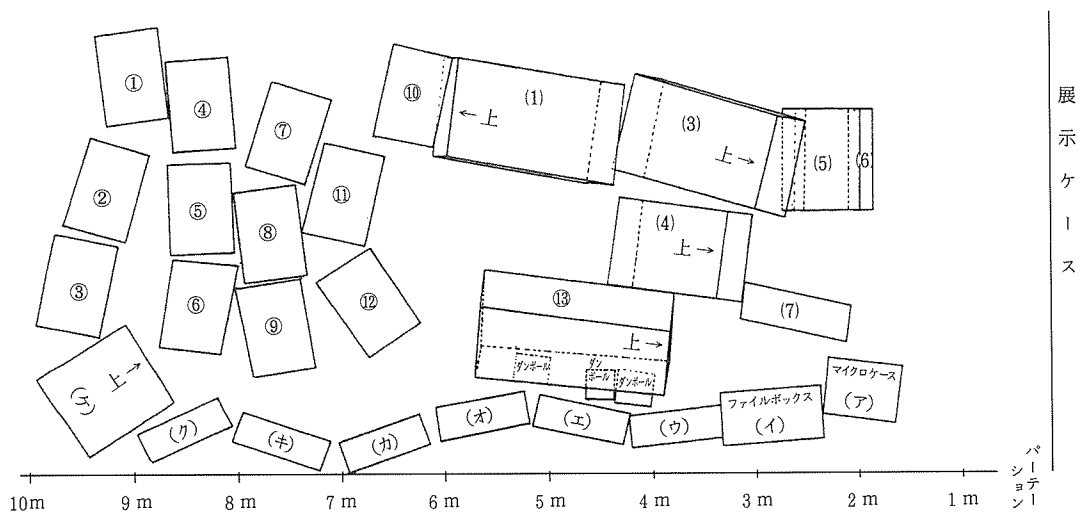 ① ④ ⑦ ⑩ (1) (3) (5) (6)
←上
上→
② ⑤ ⑧ ⑪ (4)
上→
③ ⑥ ⑨ ⑫ ⑬ (7)
上→
ダンボール
ダン
ボール
ダンボール
上→
(ケ)
(ク)
(キ)
(カ)
(オ)
(エ)
(ウ)
ファイルボックス
(イ)
マイクロケース
(ア)
展示ケース
パーテー
ション
10m 9m 8m 7m 6m 5m 4m 3m 2m 1m